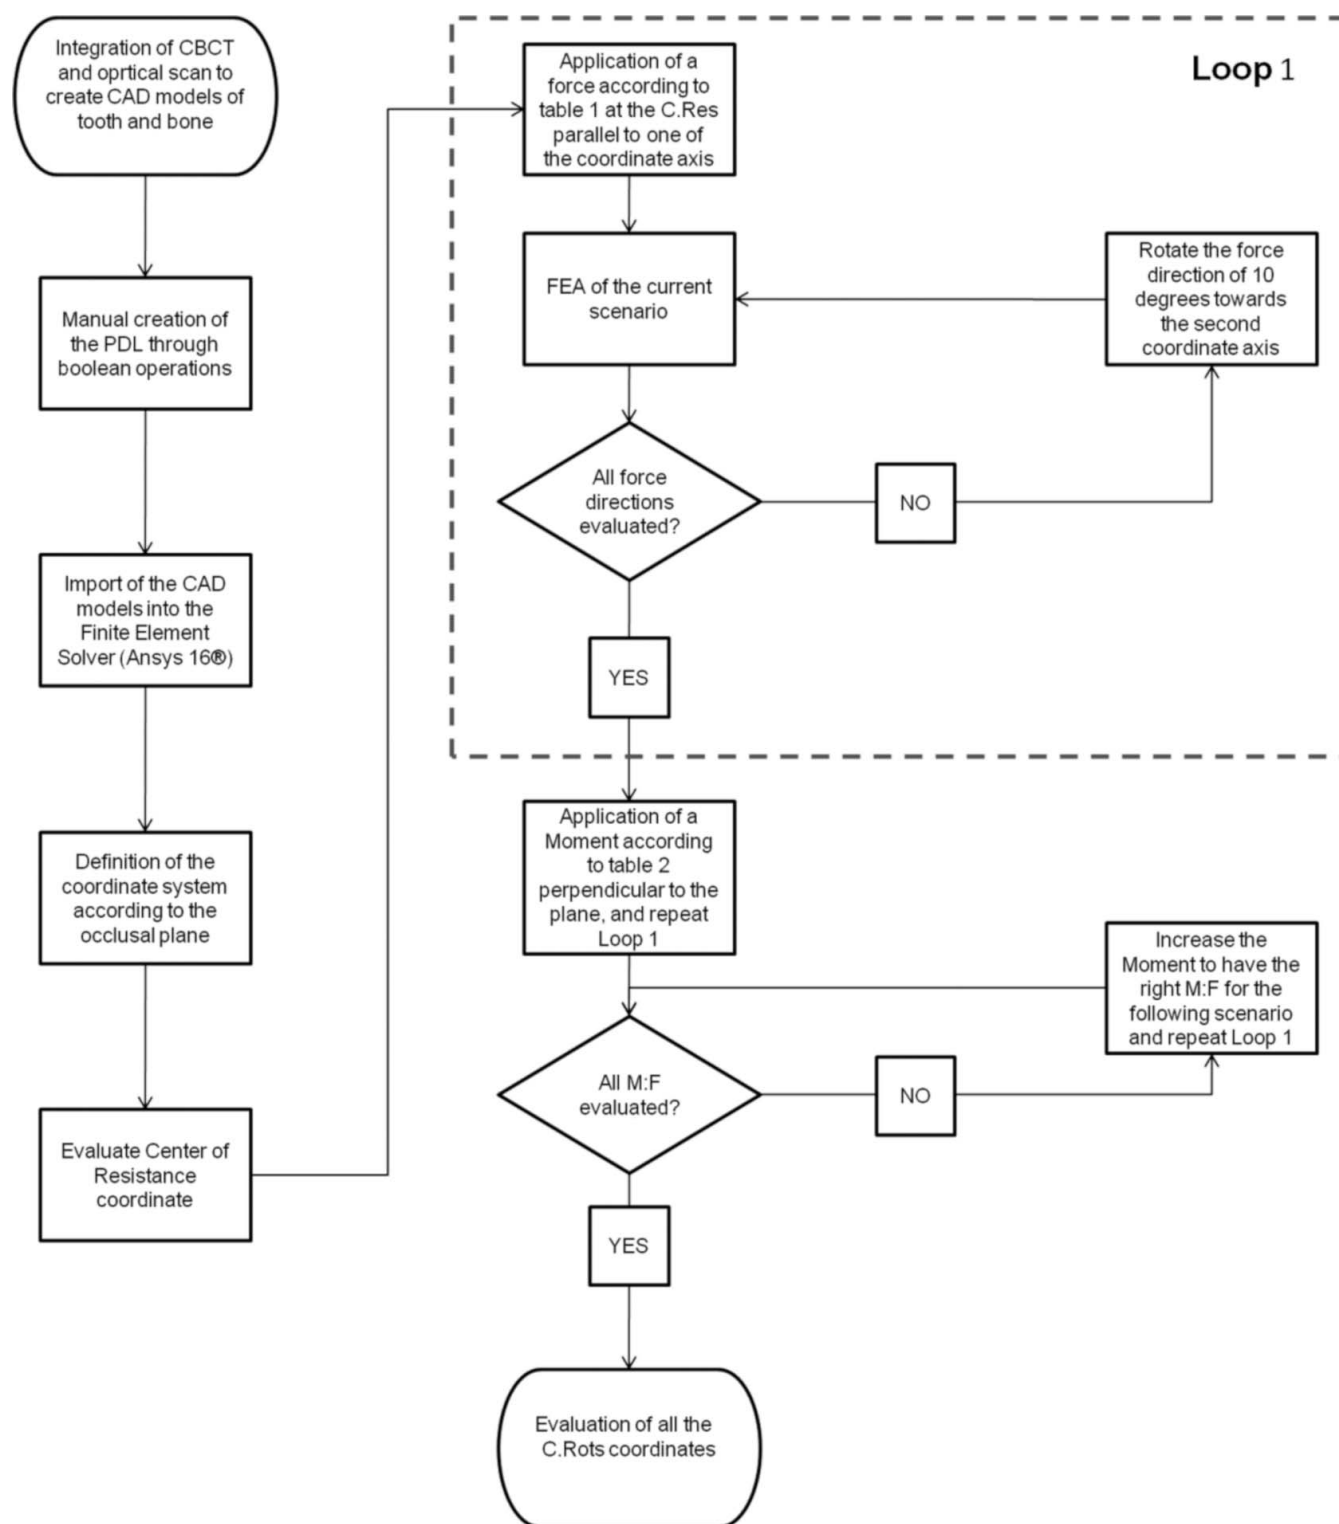 Integration of CBCT
and oprtical scan to
create CAD models of
tooth and bone
Manual creation of
the PDL through
boolean operations
Import of the CAD
models into the
Finite Element
Solver (Ansys 16®)
Definition of the
coordinate system
according to the
occlusal plane
Evaluate Center of
Resistance
coordinate
Loop 1
Application of a
force according to
table 1 at the C.Res
parallel to one of
the coordinate axis
FEA of the current
scenario
Rotate the force
direction of 10
degrees towards
the second
coordinate axis
All force
directions
evaluated?
NO
YES
Application of a
Moment according
to table 2
perpendicular to the
plane, and repeat
Loop 1
Increase the
Moment to have the
right M:F for the
following scenario
and repeat Loop 1
All M:F
evaluated?
NO
YES
Evaluation of all the
C.Rots coordinates